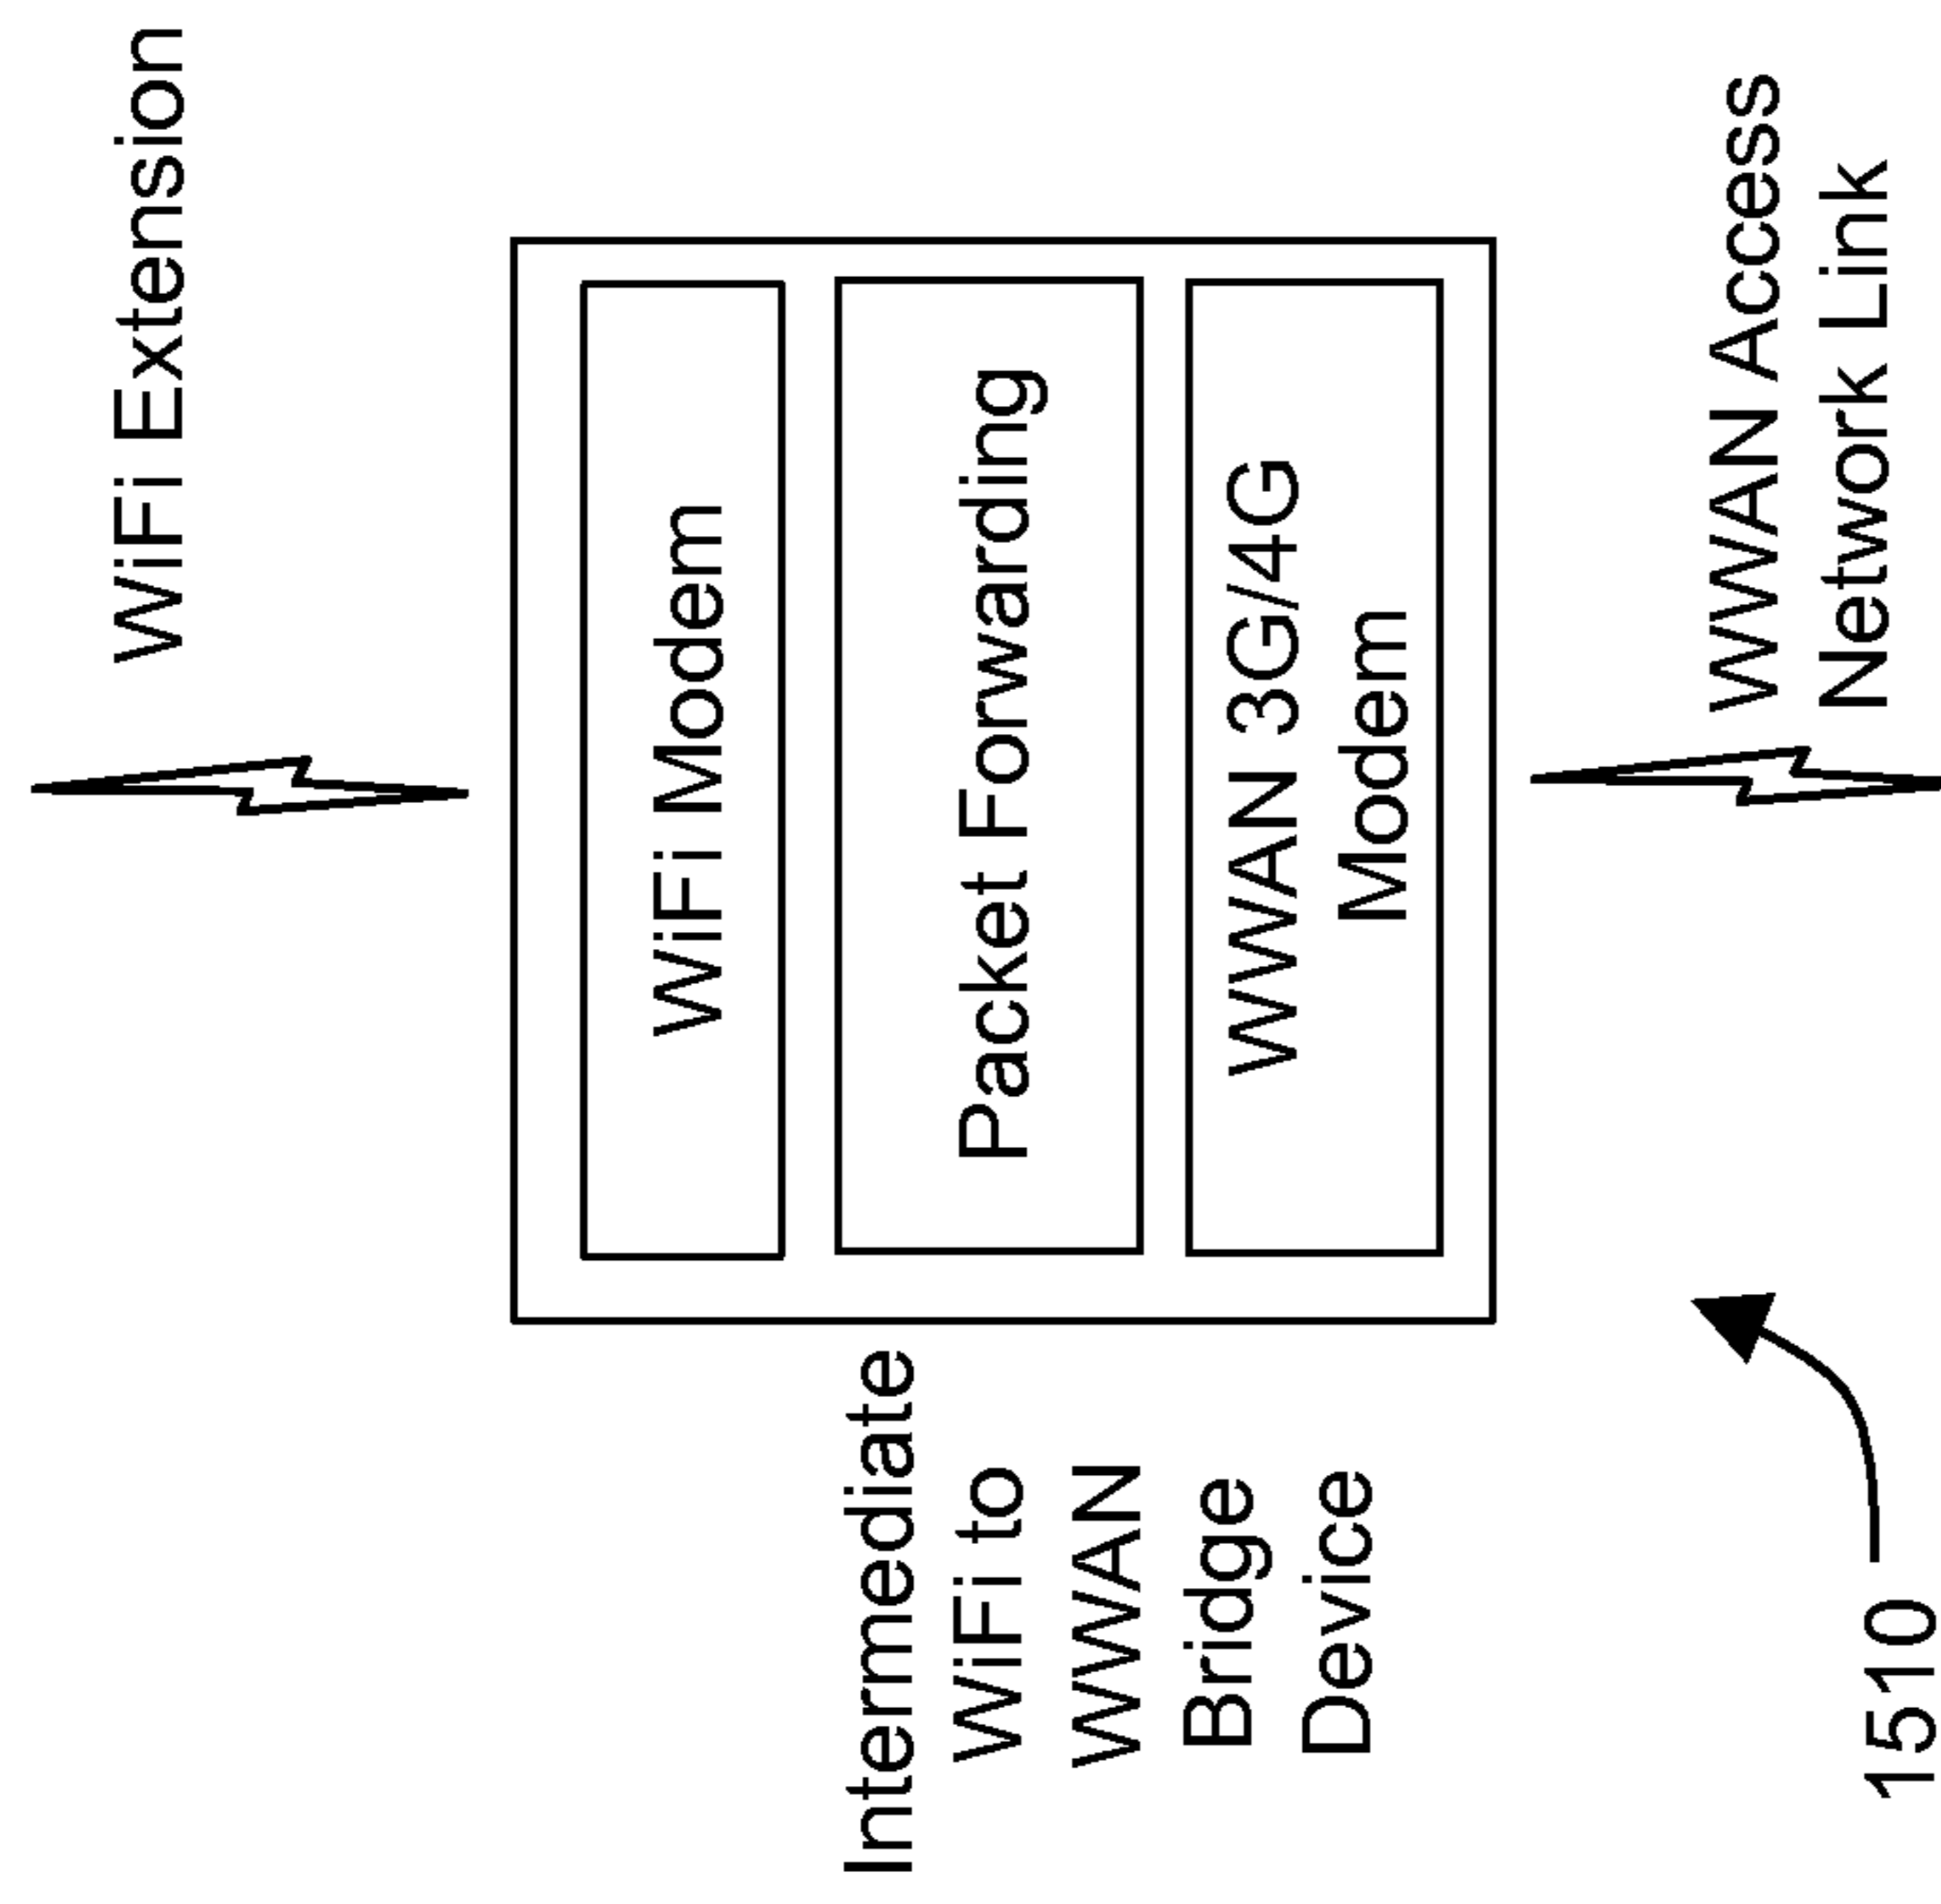 WiFi Extension
Intermediate
WiFi to
WWAN
Bridge
Device
WiFi Modem
Packet Forwarding
WWAN 3G/4G
Modem
WWAN Access
Network Link
1510